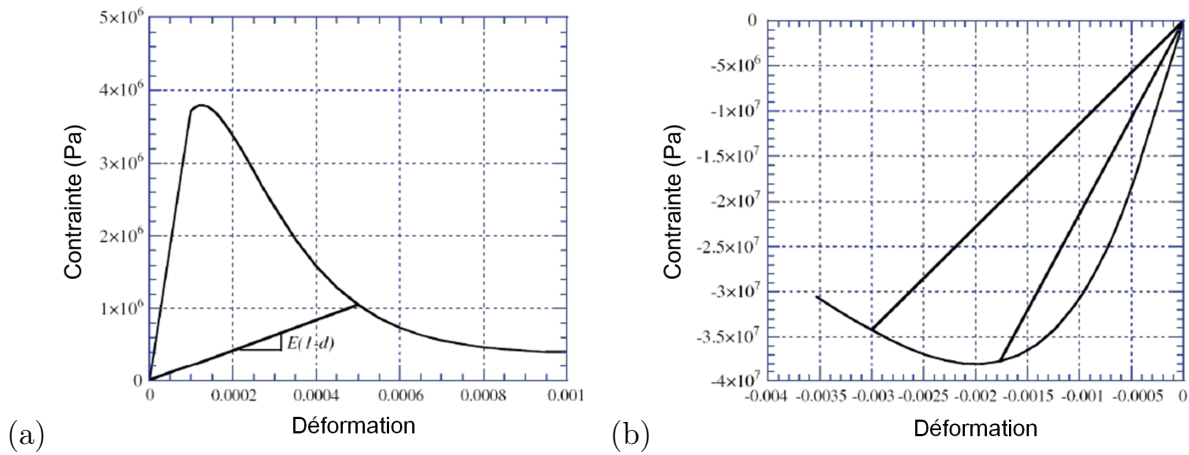 5×10⁶
4×10⁶
3×10⁶
2×10⁶
1×10⁶
0
0 0.0002 0.0004 0.0006 0.0008 0.001
Contrainte (Pa)
Déformation
E(1-d)
(a)
0
-5×10⁶
-1×10⁷
-1.5×10⁷
-2×10⁷
-2.5×10⁷
-3×10⁷
-3.5×10⁷
-4×10⁷
-0.004 -0.0035 -0.003 -0.0025 -0.002 -0.0015 -0.001 -0.0005 0
Contrainte (Pa)
Déformation
(b)